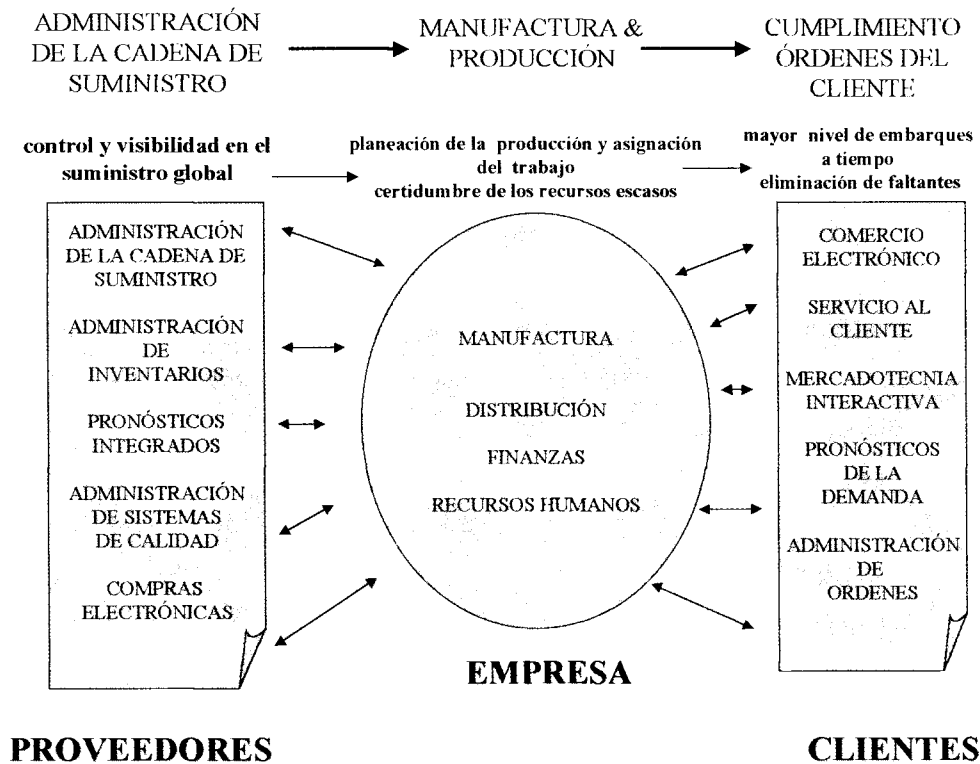 ADMINISTRACIÓN
DE LA CADENA DE
SUMINISTRO
MANUFACTURA &
PRODUCCIÓN
CUMPLIMIENTO
ÓRDENES DEL
CLIENTE
control y visibilidad en el
suministro global
planeación de la producción y asignación
del trabajo
certidumbre de los recursos escasos
mayor nivel de embarques
a tiempo
eliminación de faltantes
ADMINISTRACIÓN
DE LA CADENA DE
SUMINISTRO
ADMINISTRACIÓN
DE
INVENTARIOS
PRONÓSTICOS
INTEGRADOS
ADMINISTRACIÓN
DE SISTEMAS
DE CALIDAD
COMPRAS
ELECTRÓNICAS
MANUFACTURA
DISTRIBUCIÓN
FINANZAS
RECURSOS HUMANOS
COMERCIO
ELECTRÓNICO
SERVICIO AL
CLIENTE
MERCADOTECNIA
INTERACTIVA
PRONÓSTICOS
DE LA
DEMANDA
ADMINISTRACIÓN
DE
ORDENES
EMPRESA
PROVEEDORES
CLIENTES